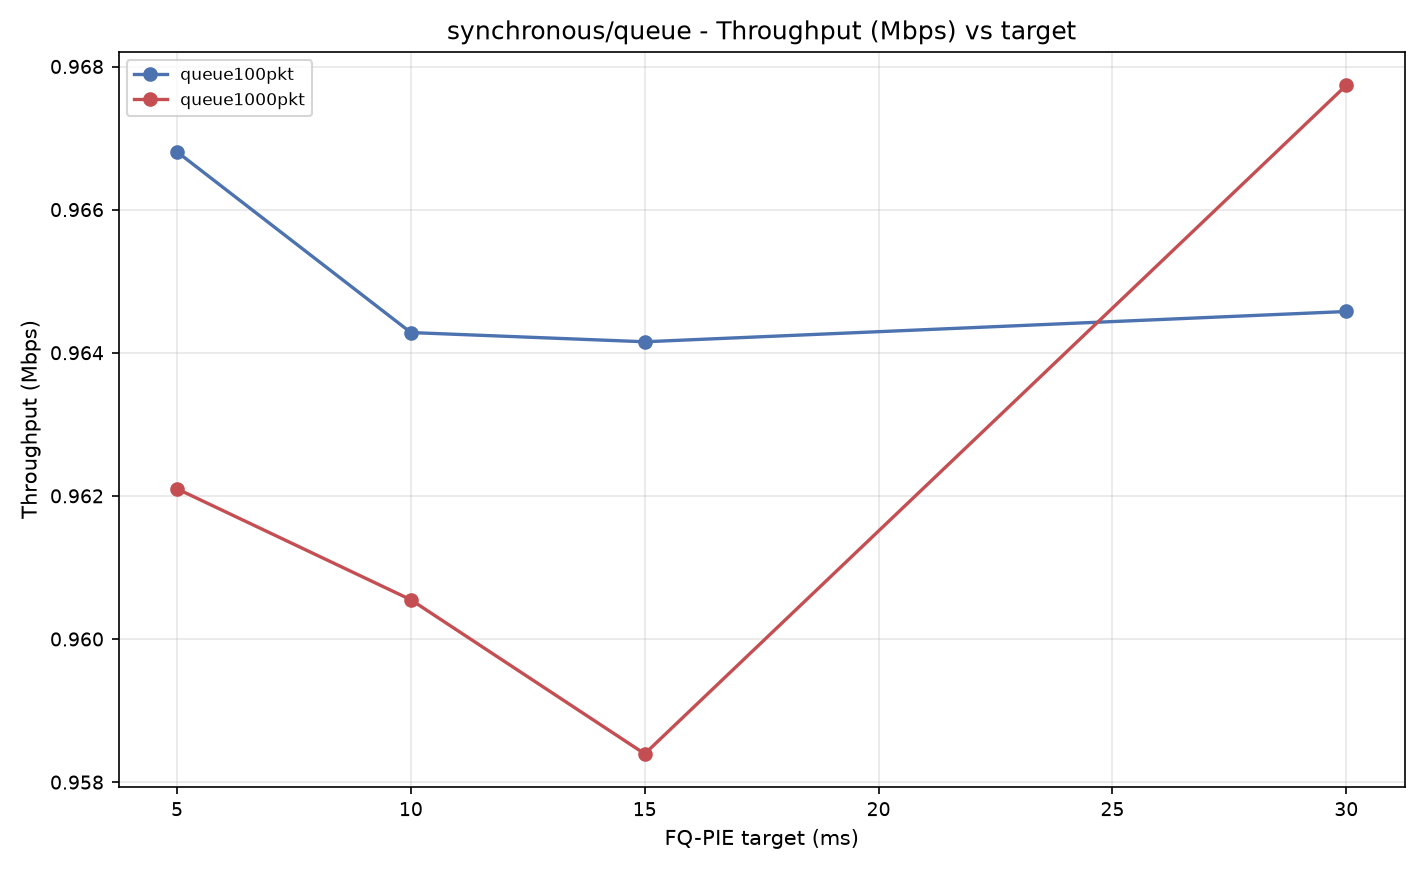 synchronous/queue - Throughput (Mbps) vs target
queue100pkt
queue1000pkt
Throughput (Mbps)
0.968
0.966
0.964
0.962
0.960
0.958
5 10 15 20 25 30
FQ-PIE target (ms)